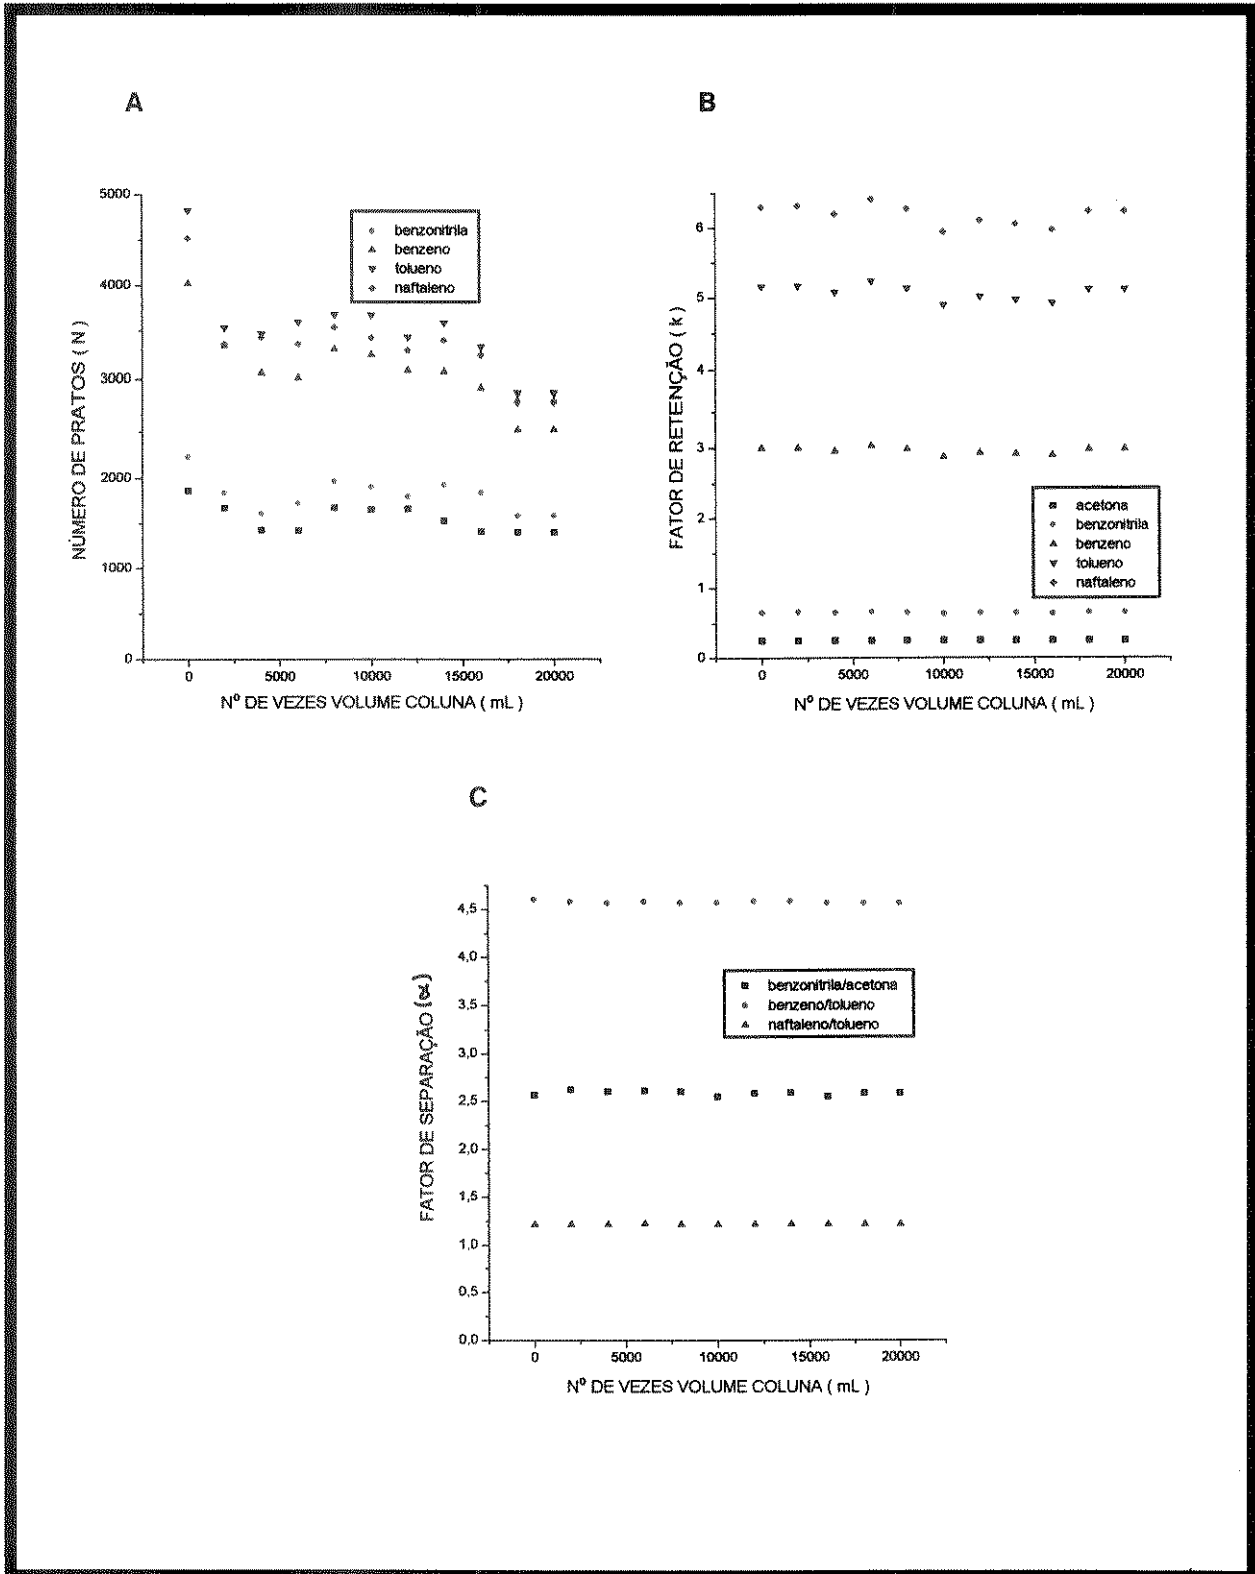 A
NÚMERO DE PRATOS ( N )
5000
4000
3000
2000
1000
0
benzonitrila
benzeno
tolueno
naftaleno
0 5000 10000 15000 20000
Nº DE VEZES VOLUME COLUNA ( mL )
B
FATOR DE RETENÇÃO ( k )
6
5
4
3
2
1
0
acetona
benzonitrila
benzeno
tolueno
naftaleno
0 5000 10000 15000 20000
Nº DE VEZES VOLUME COLUNA ( mL )
C
FATOR DE SEPARAÇÃO (α)
4,5
4,0
3,5
3,0
2,5
2,0
1,5
1,0
0,5
0,0
benzonitrila/acetona
benzeno/tolueno
naftaleno/tolueno
0 5000 10000 15000 20000
Nº DE VEZES VOLUME COLUNA ( mL )